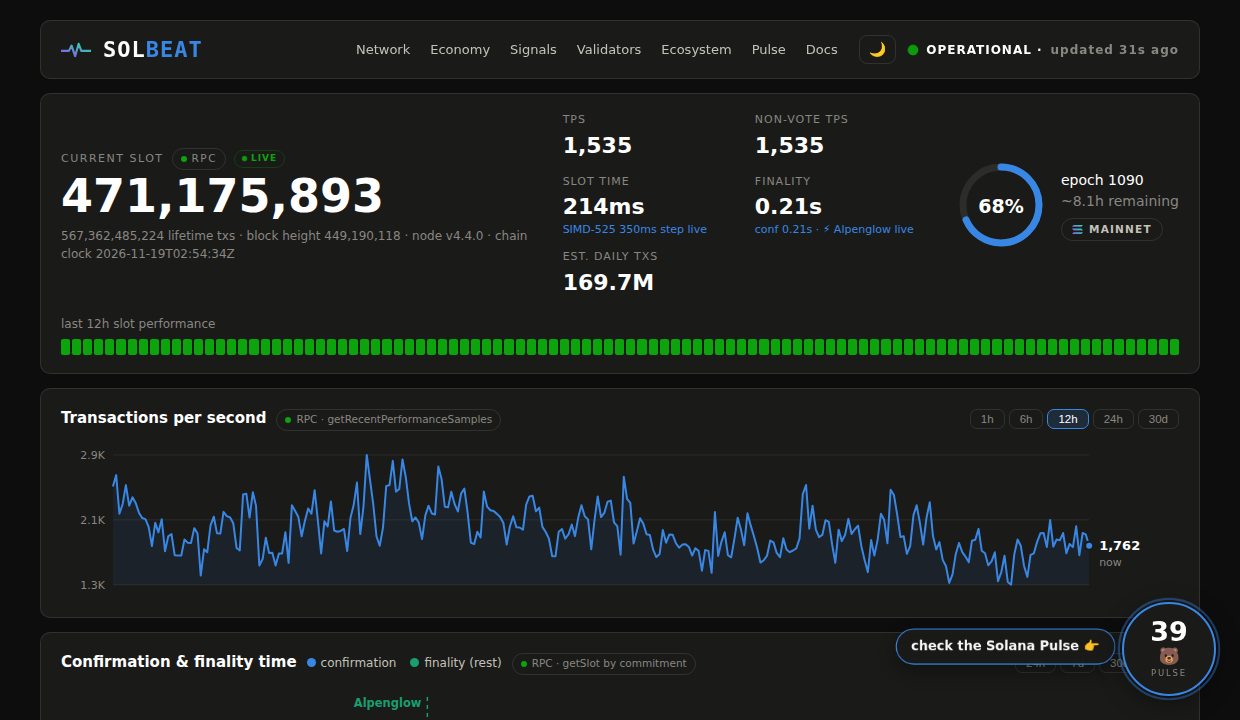 SOLBEAT
Network Economy Signals Validators Ecosystem Pulse Docs
OPERATIONAL · updated 31s ago
CURRENT SLOT
RPC
LIVE
471,175,893
567,362,485,224 lifetime txs · block height 449,190,118 · node v4.4.0 · chain
clock 2026-11-19T02:54:34Z
TPS
1,535
NON-VOTE TPS
1,535
SLOT TIME
214ms
SIMD-525 350ms step live
FINALITY
0.21s
conf 0.21s · ⚡ Alpenglow live
EST. DAILY TXS
169.7M
68%
epoch 1090
~8.1h remaining
MAINNET
last 12h slot performance
Transactions per second
RPC · getRecentPerformanceSamples
1h 6h 12h 24h 30d
2.9K
2.1K
1.3K
1,762
now
Confirmation & finality time
confirmation
finality (rest)
RPC · getSlot by commitment
check the Solana Pulse 👉
39
PULSE
Alpenglow